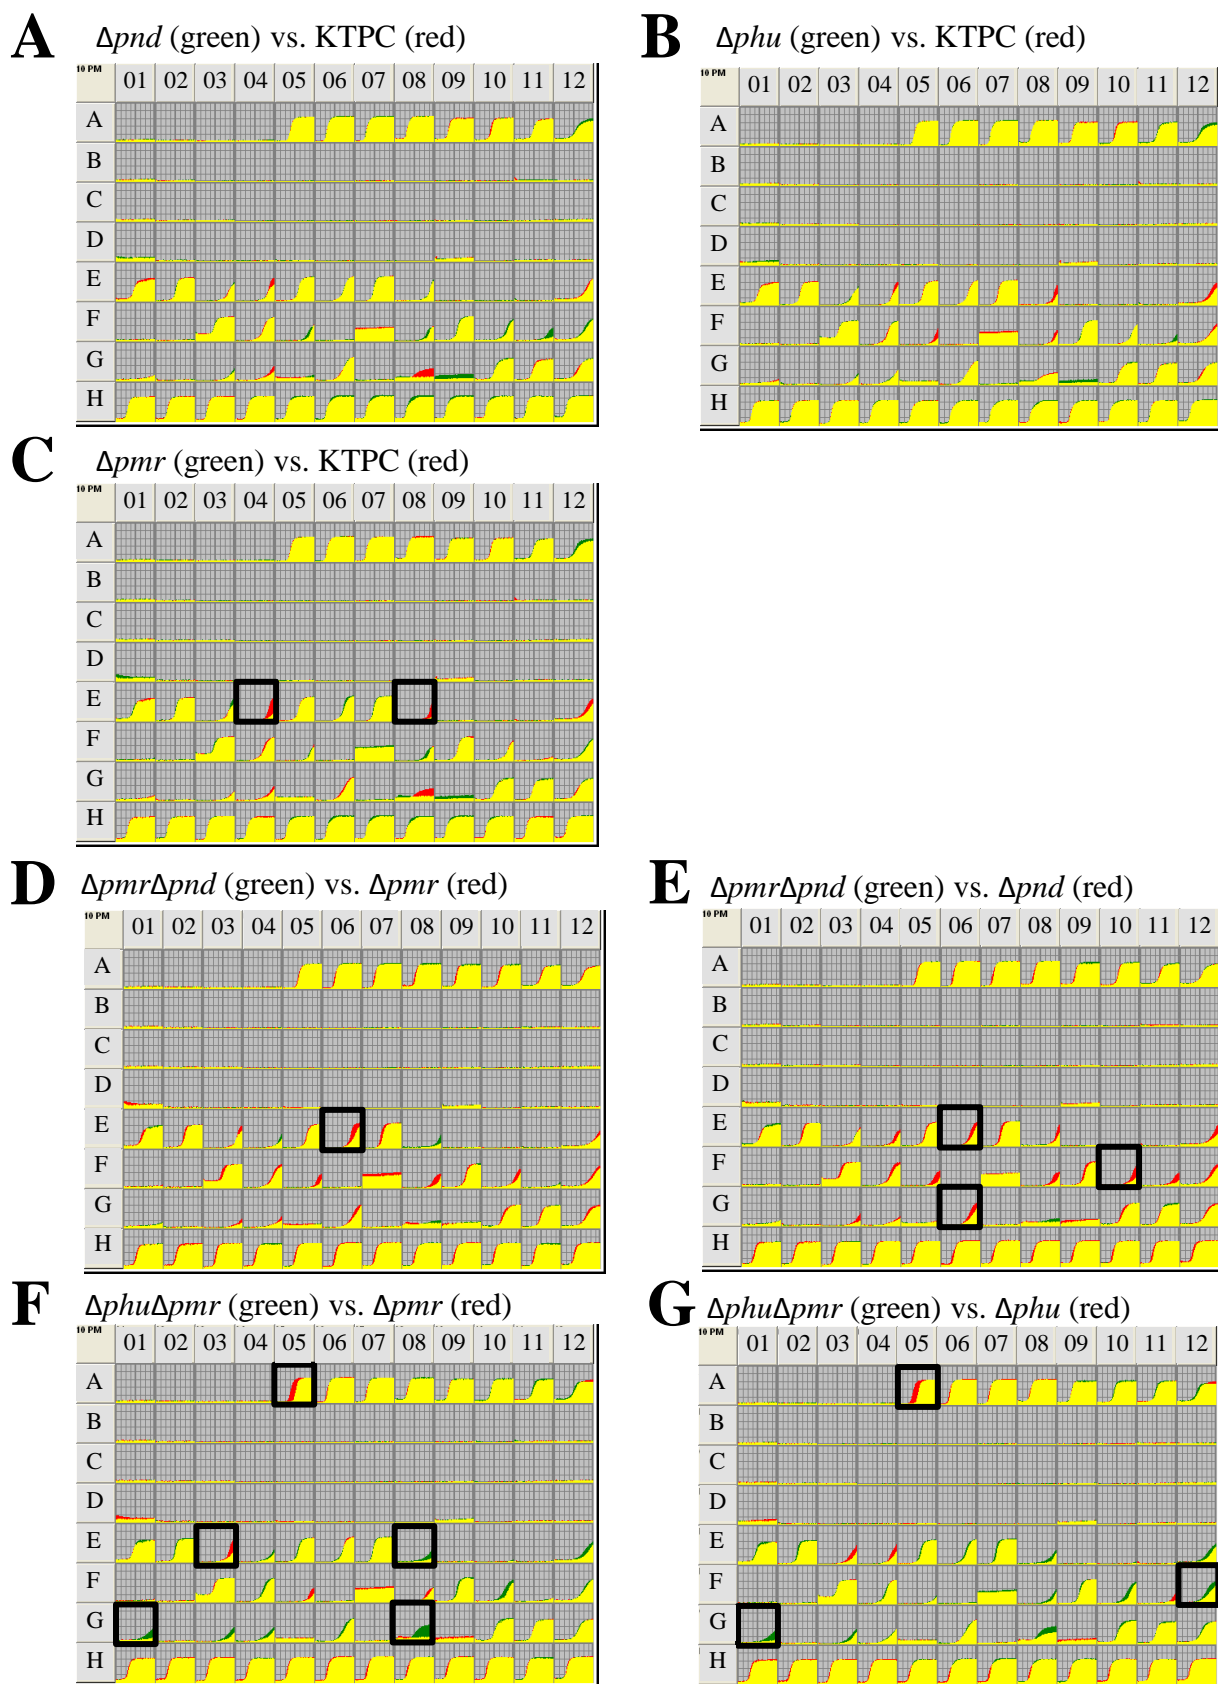 A Δpnd (green) vs. KTPC (red)
10 PM 01 02 03 04 05 06 07 08 09 10 11 12
A
B
C
D
E
F
G
H
B Δphu (green) vs. KTPC (red)
10 PM 01 02 03 04 05 06 07 08 09 10 11 12
A
B
C
D
E
F
G
H
C Δpmr (green) vs. KTPC (red)
10 PM 01 02 03 04 05 06 07 08 09 10 11 12
A
B
C
D
E
F
G
H
D ΔpmrΔpnd (green) vs. Δpmr (red)
10 PM 01 02 03 04 05 06 07 08 09 10 11 12
A
B
C
D
E
F
G
H
E ΔpmrΔpnd (green) vs. Δpnd (red)
10 PM 01 02 03 04 05 06 07 08 09 10 11 12
A
B
C
D
E
F
G
H
F ΔphuΔpmr (green) vs. Δpmr (red)
10 PM 01 02 03 04 05 06 07 08 09 10 11 12
A
B
C
D
E
F
G
H
G ΔphuΔpmr (green) vs. Δphu (red)
10 PM 01 02 03 04 05 06 07 08 09 10 11 12
A
B
C
D
E
F
G
H